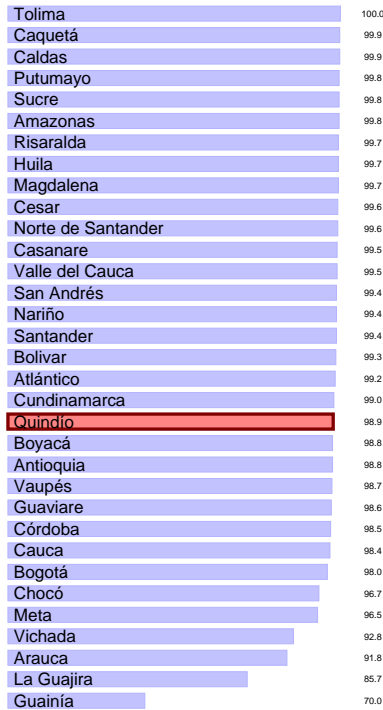 Tolima 100.0
Caquetá 99.9
Caldas 99.9
Putumayo 99.8
Sucre 99.8
Amazonas 99.8
Risaralda 99.7
Huila 99.7
Magdalena 99.7
Cesar 99.6
Norte de Santander 99.6
Casanare 99.5
Valle del Cauca 99.5
San Andrés 99.4
Nariño 99.4
Santander 99.4
Bolivar 99.3
Atlántico 99.2
Cundinamarca 99.0
Quindío 98.9
Boyacá 98.8
Antioquia 98.8
Vaupés 98.7
Guaviare 98.6
Córdoba 98.5
Cauca 98.4
Bogotá 98.0
Chocó 96.7
Meta 96.5
Vichada 92.8
Arauca 91.8
La Guajira 85.7
Guainía 70.0